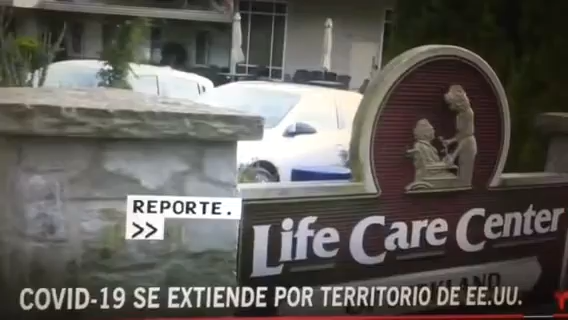 REPORTE.
>>
Life Care Center
COVID-19 SE EXTIENDE POR TERRITORIO DE EE.UU.